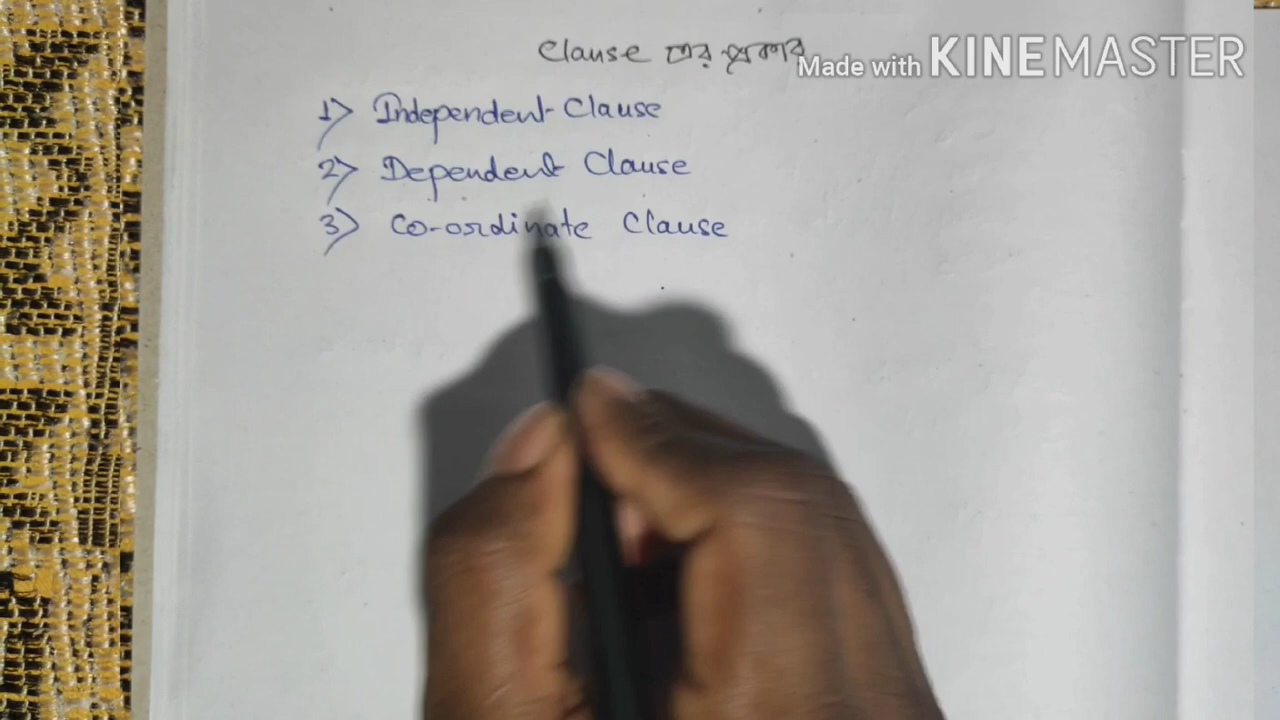 Clause এর প্রকার
Made with KINEMASTER
1) Independent Clause
2) Dependent Clause
3) Co-ordinate Clause